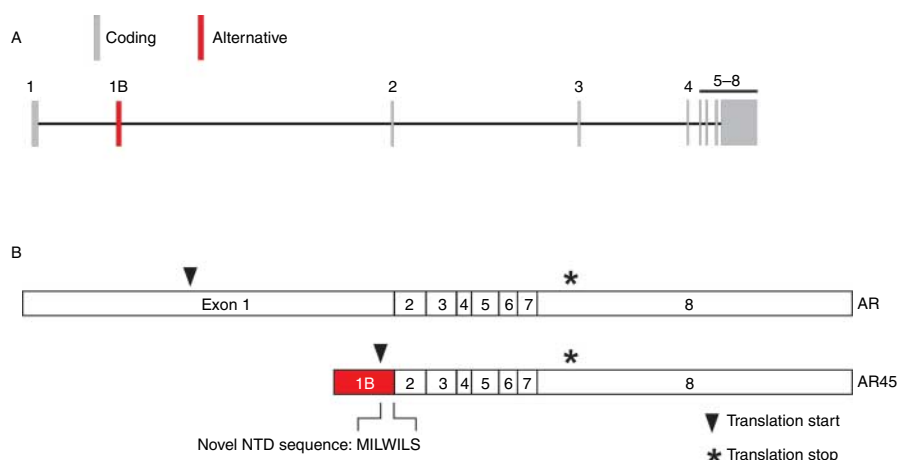 A
Coding
Alternative
1 1B 2 3 4 5–8
B
Exon 1 2 3 4 5 6 7 8 AR
1B 2 3 4 5 6 7 8 AR45
Translation start
Novel NTD sequence: MILWILS
* Translation stop